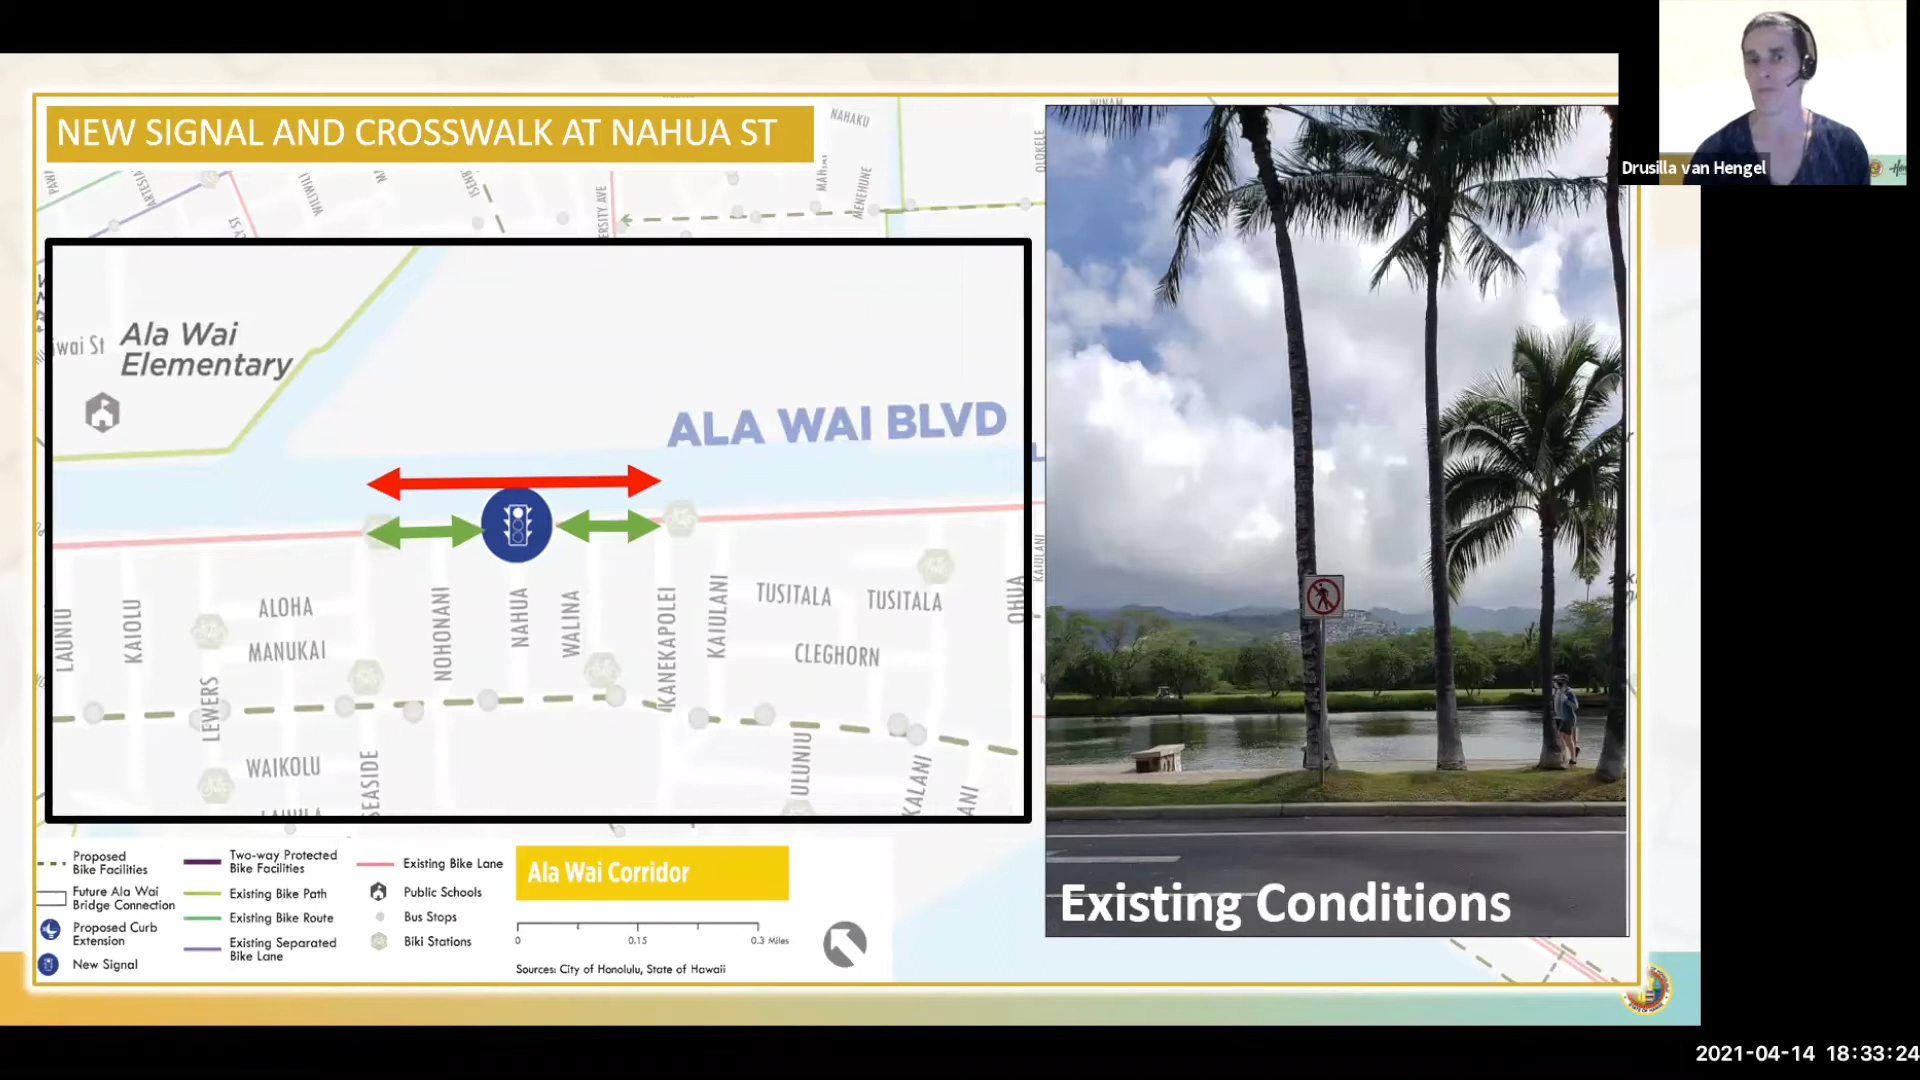 NEW SIGNAL AND CROSSWALK AT NAHUA ST
NAHAKU
WILIWILI
MENEHUNE
Drusilla van Hengel
Ala Wai
Elementary
ALA WAI BLVD
LAUNIU
KAIOLU
LEWERS
ALOHA
MANUKAI
WAIKOLU
SEASIDE
NOHONANI
NAHUA
WALINA
KANEKAPOLEI
KAIULANI
TUSITALA
TUSITALA
CLEGHORN
ULUNIU
OHUA
KAIULANI
Proposed
Bike Facilities
Future Ala Wai
Bridge Connection
Proposed Curb
Extension
New Signal
Two-way Protected
Bike Facilities
Existing Bike Path
Existing Bike Route
Existing Separated
Bike Lane
Existing Bike Lane
Public Schools
Bus Stops
Biki Stations
Ala Wai Corridor
0 0.15 0.3 Miles
Sources: City of Honolulu, State of Hawaii
Existing Conditions
2021-04-14 18:33:24